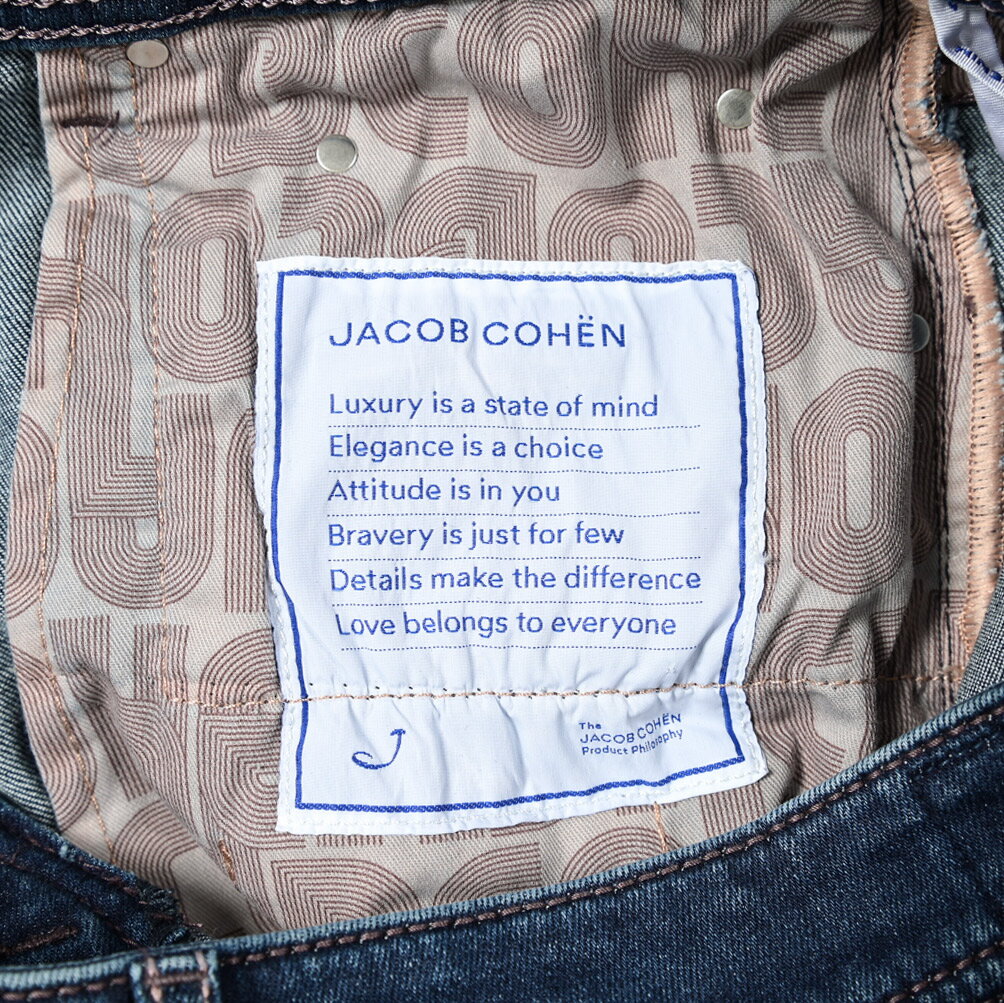 JACOB COHËN
Luxury is a state of mind
Elegance is a choice
Attitude is in you
Bravery is just for few
Details make the difference
Love belongs to everyone
J
The
JACOB COHËN
Product Philosophy